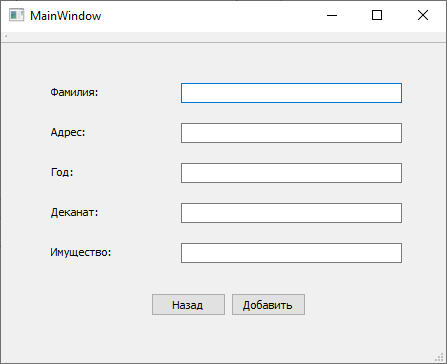 MainWindow
Фамилия:
Адрес:
Год:
Деканат:
Имущество:
Назад Добавить